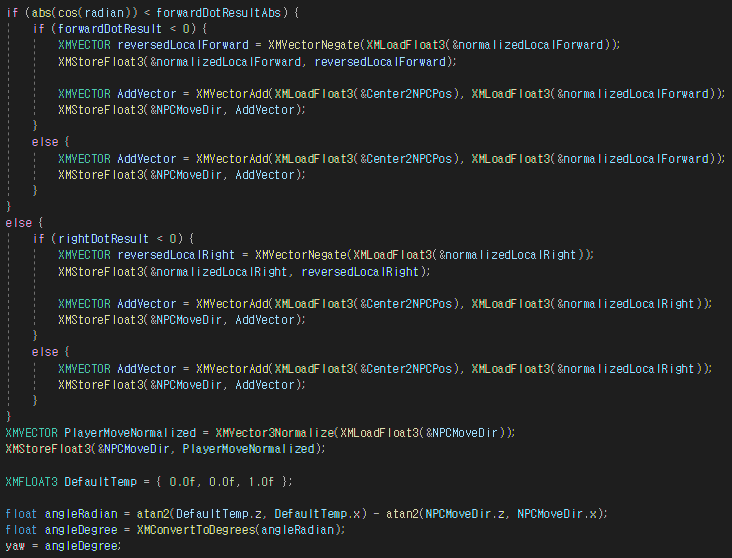 if (abs(cos(radian)) < forwardDotResultAbs) {
if (forwardDotResult < 0) {
XMVECTOR reversedLocalForward = XMVectorNegate(XMLoadFloat3(&normalizedLocalForward));
XMStoreFloat3(&normalizedLocalForward, reversedLocalForward);
XMVECTOR AddVector = XMVectorAdd(XMLoadFloat3(&Center2NPCPos), XMLoadFloat3(&normalizedLocalForward));
XMStoreFloat3(&NPCMoveDir, AddVector);
}
else {
XMVECTOR AddVector = XMVectorAdd(XMLoadFloat3(&Center2NPCPos), XMLoadFloat3(&normalizedLocalForward));
XMStoreFloat3(&NPCMoveDir, AddVector);
}
}
else {
if (rightDotResult < 0) {
XMVECTOR reversedLocalRight = XMVectorNegate(XMLoadFloat3(&normalizedLocalRight));
XMStoreFloat3(&normalizedLocalRight, reversedLocalRight);
XMVECTOR AddVector = XMVectorAdd(XMLoadFloat3(&Center2NPCPos), XMLoadFloat3(&normalizedLocalRight));
XMStoreFloat3(&NPCMoveDir, AddVector);
}
else {
XMVECTOR AddVector = XMVectorAdd(XMLoadFloat3(&Center2NPCPos), XMLoadFloat3(&normalizedLocalRight));
XMStoreFloat3(&NPCMoveDir, AddVector);
}
}
XMVECTOR PlayerMoveNormalized = XMVector3Normalize(XMLoadFloat3(&NPCMoveDir));
XMStoreFloat3(&NPCMoveDir, PlayerMoveNormalized);
XMFLOAT3 DefaultTemp = { 0.0f, 0.0f, 1.0f };
float angleRadian = atan2(DefaultTemp.z, DefaultTemp.x) - atan2(NPCMoveDir.z, NPCMoveDir.x);
float angleDegree = XMConvertToDegrees(angleRadian);
yaw = angleDegree;